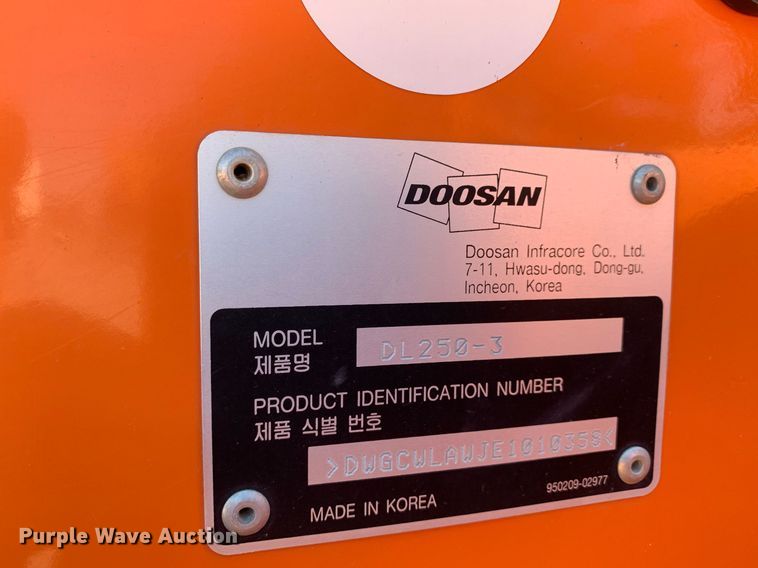 DOOSAN
Doosan Infracore Co., Ltd.
7-11, Hwasu-dong, Dong-gu,
Incheon, Korea
MODEL
제품명
DL250-3
PRODUCT IDENTIFICATION NUMBER
제품 식별 번호
>DWGCWLAWJE1010358<
950209-02977
MADE IN KOREA
Purple Wave Auction